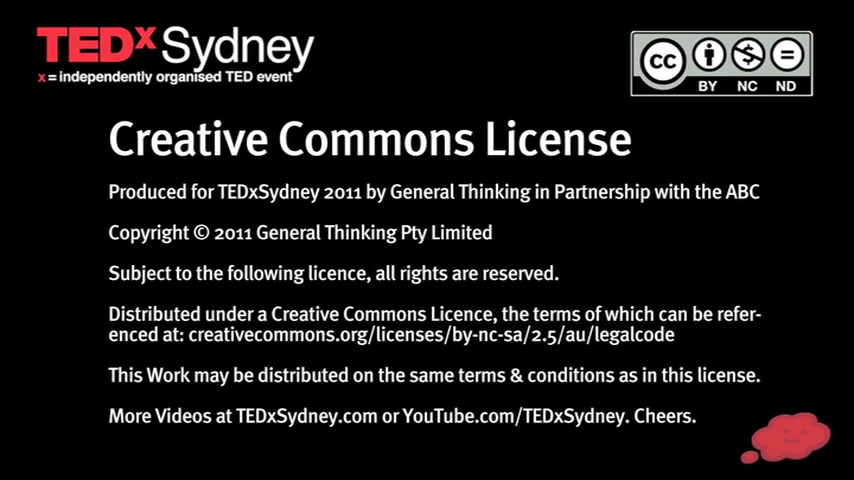 TEDxSydney
x = independently organised TED event
CC
BY NC ND
Creative Commons License
Produced for TEDxSydney 2011 by General Thinking in Partnership with the ABC
Copyright © 2011 General Thinking Pty Limited
Subject to the following licence, all rights are reserved.
Distributed under a Creative Commons Licence, the terms of which can be refer-
enced at: creativecommons.org/licenses/by-nc-sa/2.5/au/legalcode
This Work may be distributed on the same terms & conditions as in this license.
More Videos at TEDxSydney.com or YouTube.com/TEDxSydney. Cheers.